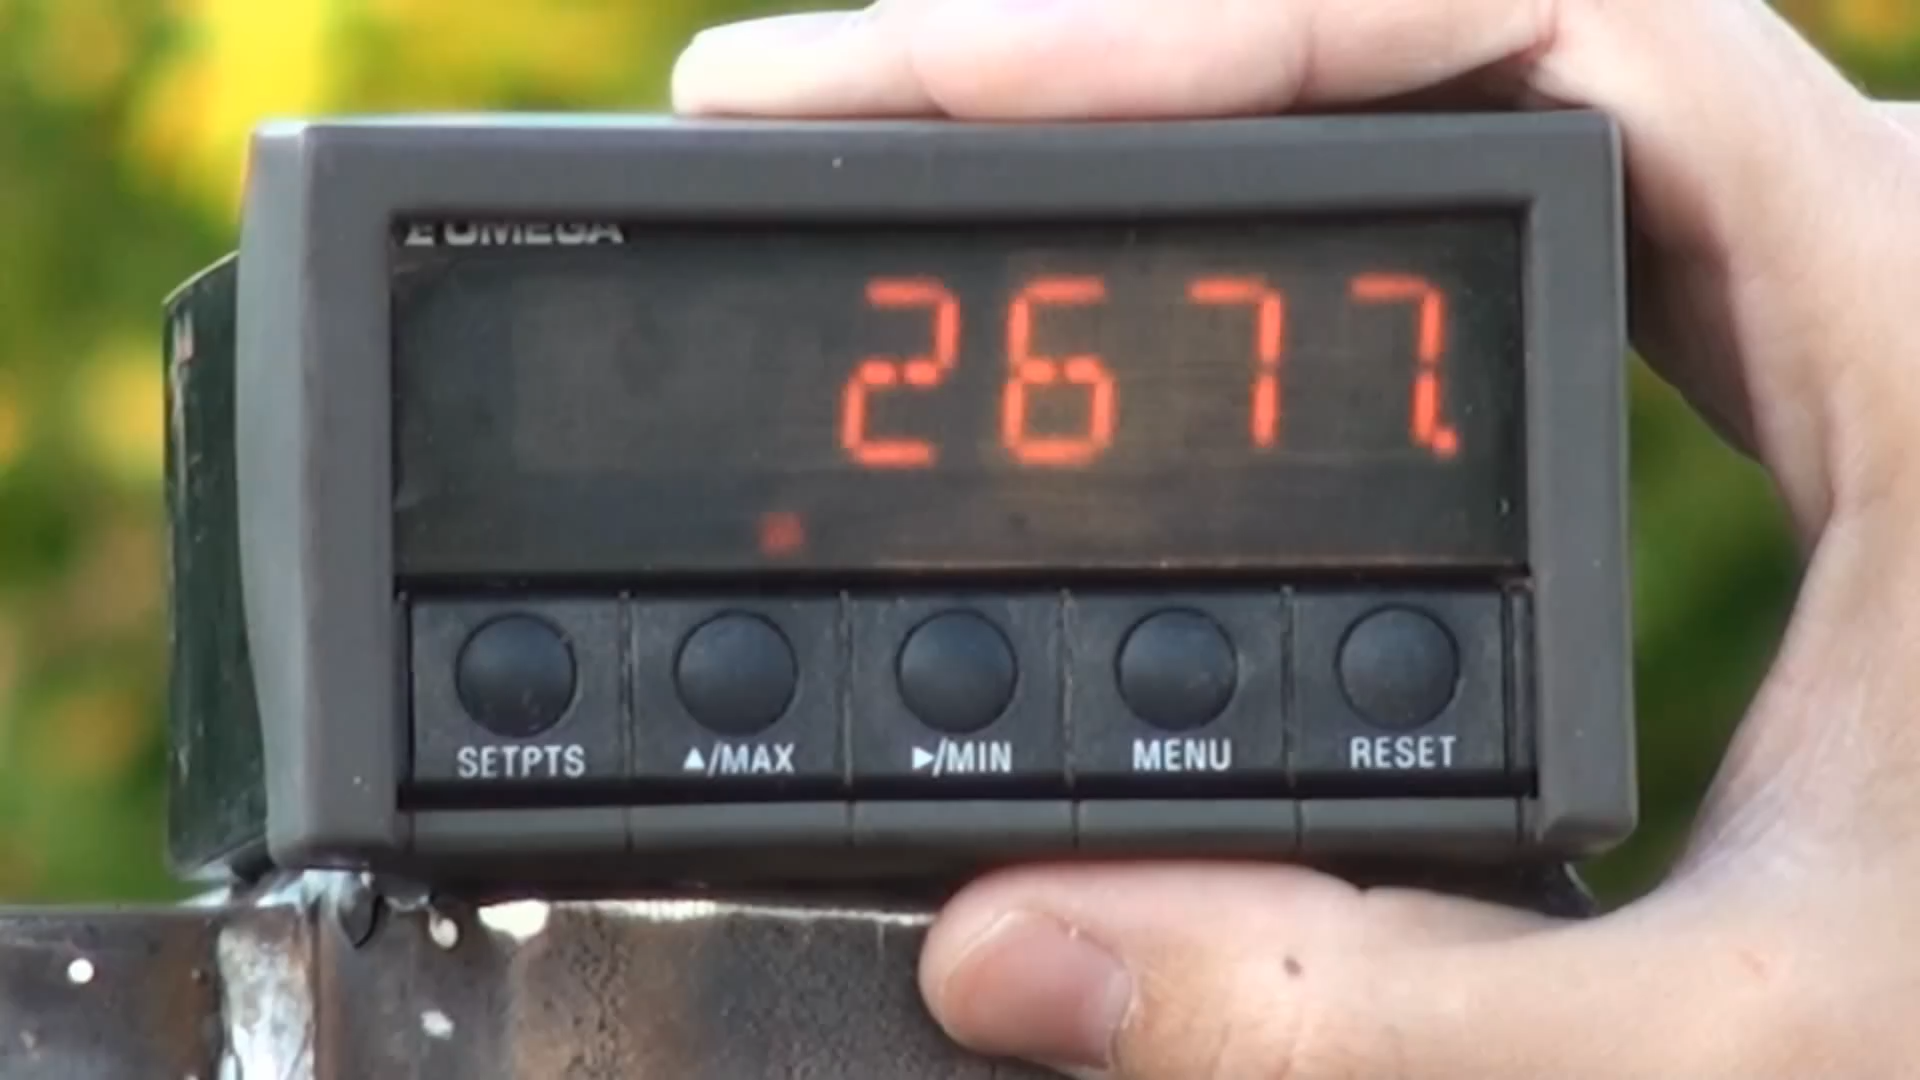 OMEGA
2677.
SETPTS ▲/MAX ▶/MIN MENU RESET